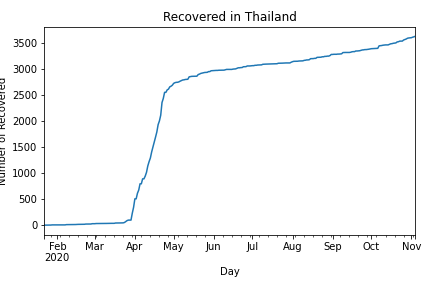 Recovered in Thailand
Number of Recovered
3500
3000
2500
2000
1500
1000
500
0
Feb Mar Apr May Jun Jul Aug Sep Oct Nov
2020
Day